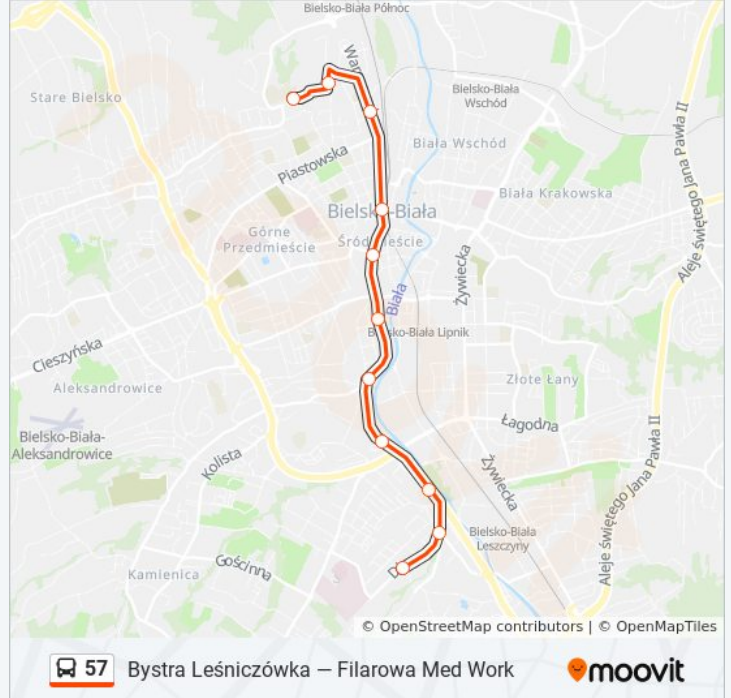 Bielsko-Biała Północ
Stare Bielsko
Bielsko-Biała
Wschód
Biała Wschód
Piastowska
Aleje świętego Jana Pawła II
Biała Krakowska
Bielsko-Biała
Górne
Przedmieście
Śródmieście
Żywiecka
Biała
Bielsko-Biała Lipnik
Cieszyńska
Aleksandrowice
Złote Łany
Łagodna
Bielsko-Biała-
Aleksandrowice
Kolista
Żywiecka
Aleje świętego Jana Pawła II
Bielsko-Biała
Leszczyny
Gościnna
Kamienica
© OpenStreetMap contributors | © OpenMapTiles
57 Bystra Leśniczówka — Filarowa Med Work moovit